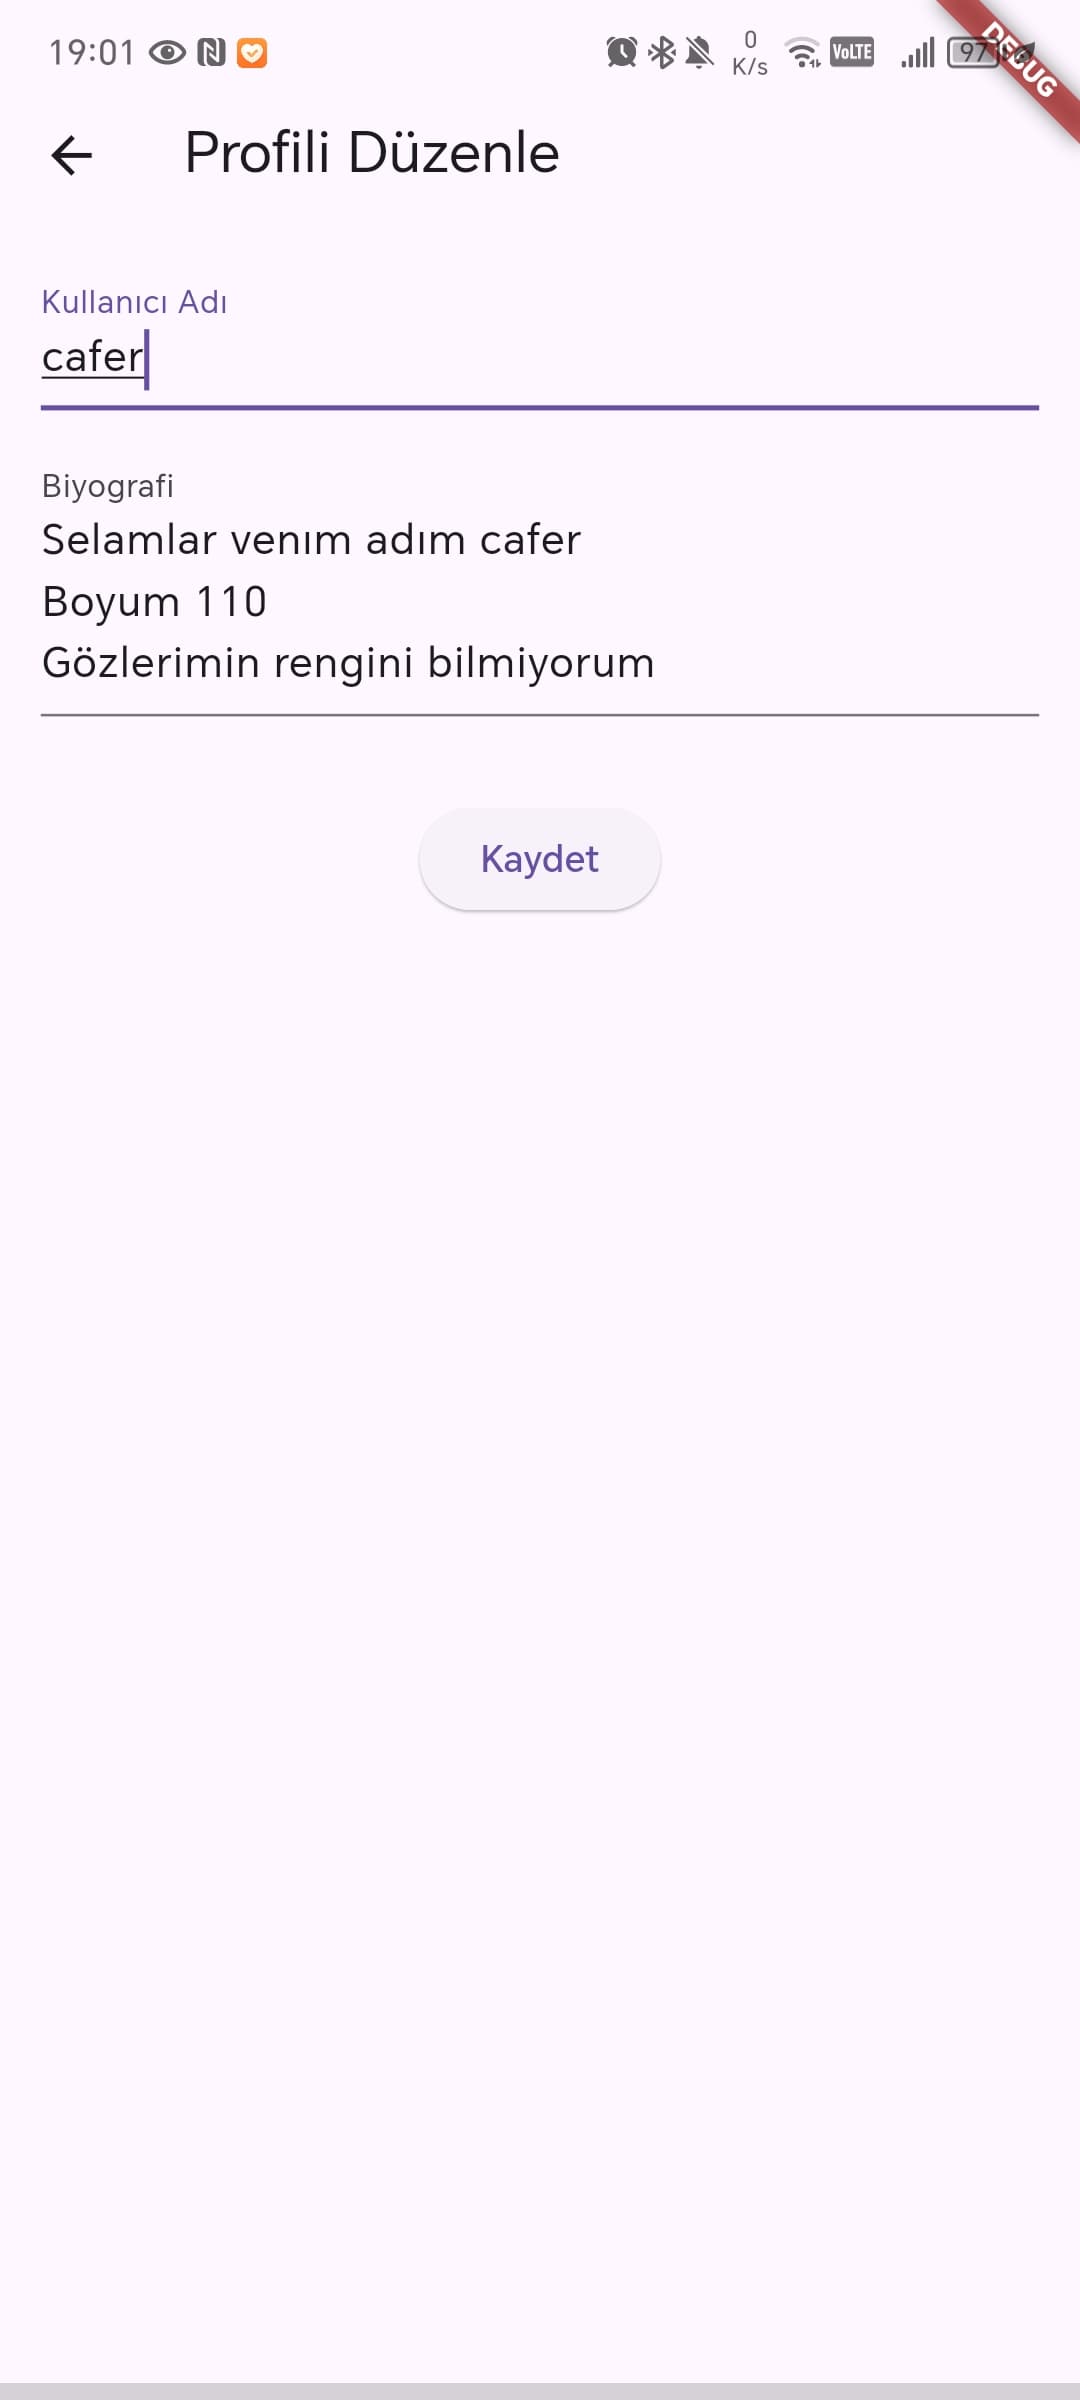 19:01
0
K/s
VoLTE
97
DEBUG
Profili Düzenle
Kullanıcı Adı
cafer
Biyografi
Selamlar venım adım cafer
Boyum 110
Gözlerimin rengini bilmiyorum
Kaydet